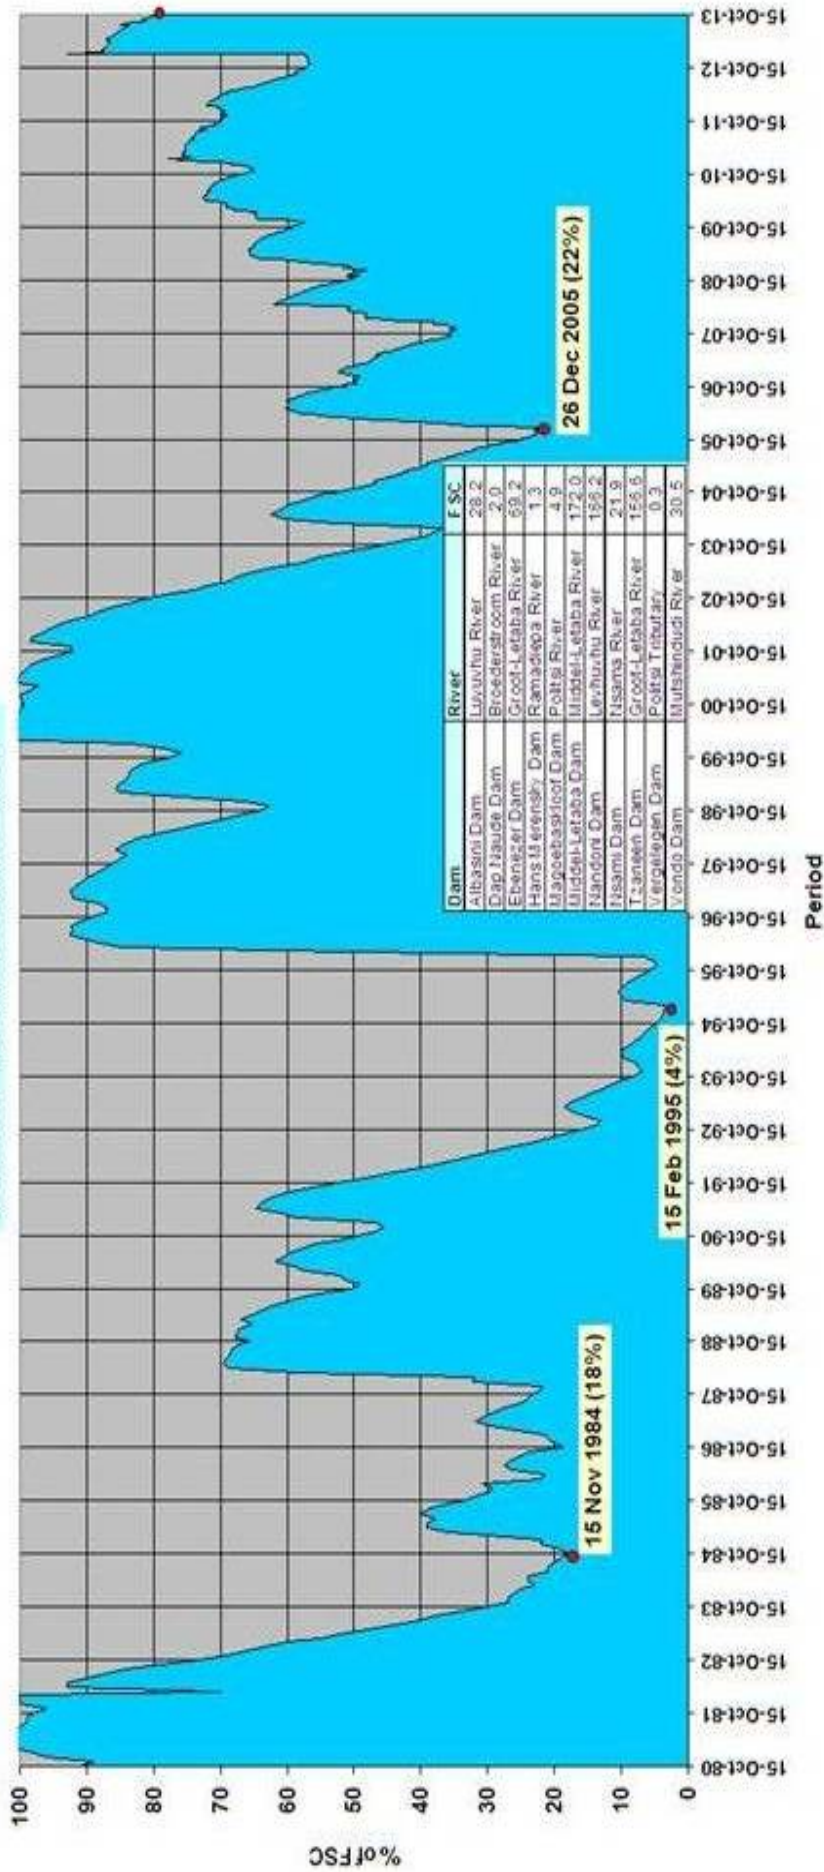 % of FSC
100
90
80
70
60
50
40
30
20
10
0
15-Oct-80
15-Oct-81
15-Oct-82
15-Oct-83
15-Oct-84
15-Oct-85
15-Oct-86
15-Oct-87
15-Oct-88
15-Oct-89
15-Oct-90
15-Oct-91
15-Oct-92
15-Oct-93
15-Oct-94
15-Oct-95
15-Oct-96
15-Oct-97
15-Oct-98
15-Oct-99
15-Oct-00
15-Oct-01
15-Oct-02
15-Oct-03
15-Oct-04
15-Oct-05
15-Oct-06
15-Oct-07
15-Oct-08
15-Oct-09
15-Oct-10
15-Oct-11
15-Oct-12
15-Oct-13
Period
15 Nov 1984 (18%)
15 Feb 1995 (4%)
26 Dec 2005 (22%)
Dam River FSC
Albasini Dam Luvuvhu River 28.2
Dap Naude Dam Broederstroom River 2.0
Ebenezer Dam Groot-Letaba River 69.2
Hans Merensky Dam Ramadiepa River 1.3
Magoebaskloof Dam Politsi River 4.9
Middel-Letaba Dam Middel-Letaba River 172.0
Nandoni Dam Levhuvhu River 166.2
Nsami Dam Nsama River 21.9
Tzaneen Dam Groot-Letaba River 156.6
Vergelegen Dam Politsi Tributary 0.3
Vondo Dam Mutshindudi River 30.5